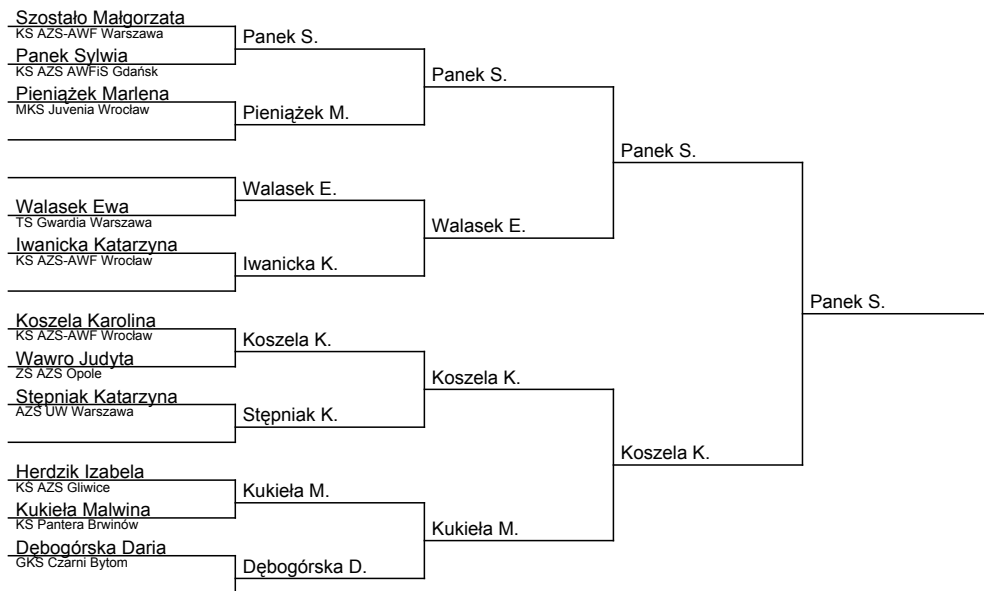 Szostało Małgorzata
KS AZS-AWF Warszawa
Panek Sylwia
KS AZS AWFiS Gdańsk
Pieniążek Marlena
MKS Juvenia Wrocław
Walasek Ewa
TS Gwardia Warszawa
Iwanicka Katarzyna
KS AZS-AWF Wrocław
Koszela Karolina
KS AZS-AWF Wrocław
Wawro Judyta
ZS AZS Opole
Stępniak Katarzyna
AZS UW Warszawa
Herdzik Izabela
KS AZS Gliwice
Kukieła Malwina
KS Pantera Brwinów
Dębogórska Daria
GKS Czarni Bytom
Panek S.
Pieniążek M.
Walasek E.
Iwanicka K.
Koszela K.
Stępniak K.
Kukieła M.
Dębogórska D.
Panek S.
Walasek E.
Koszela K.
Kukieła M.
Panek S.
Koszela K.
Panek S.